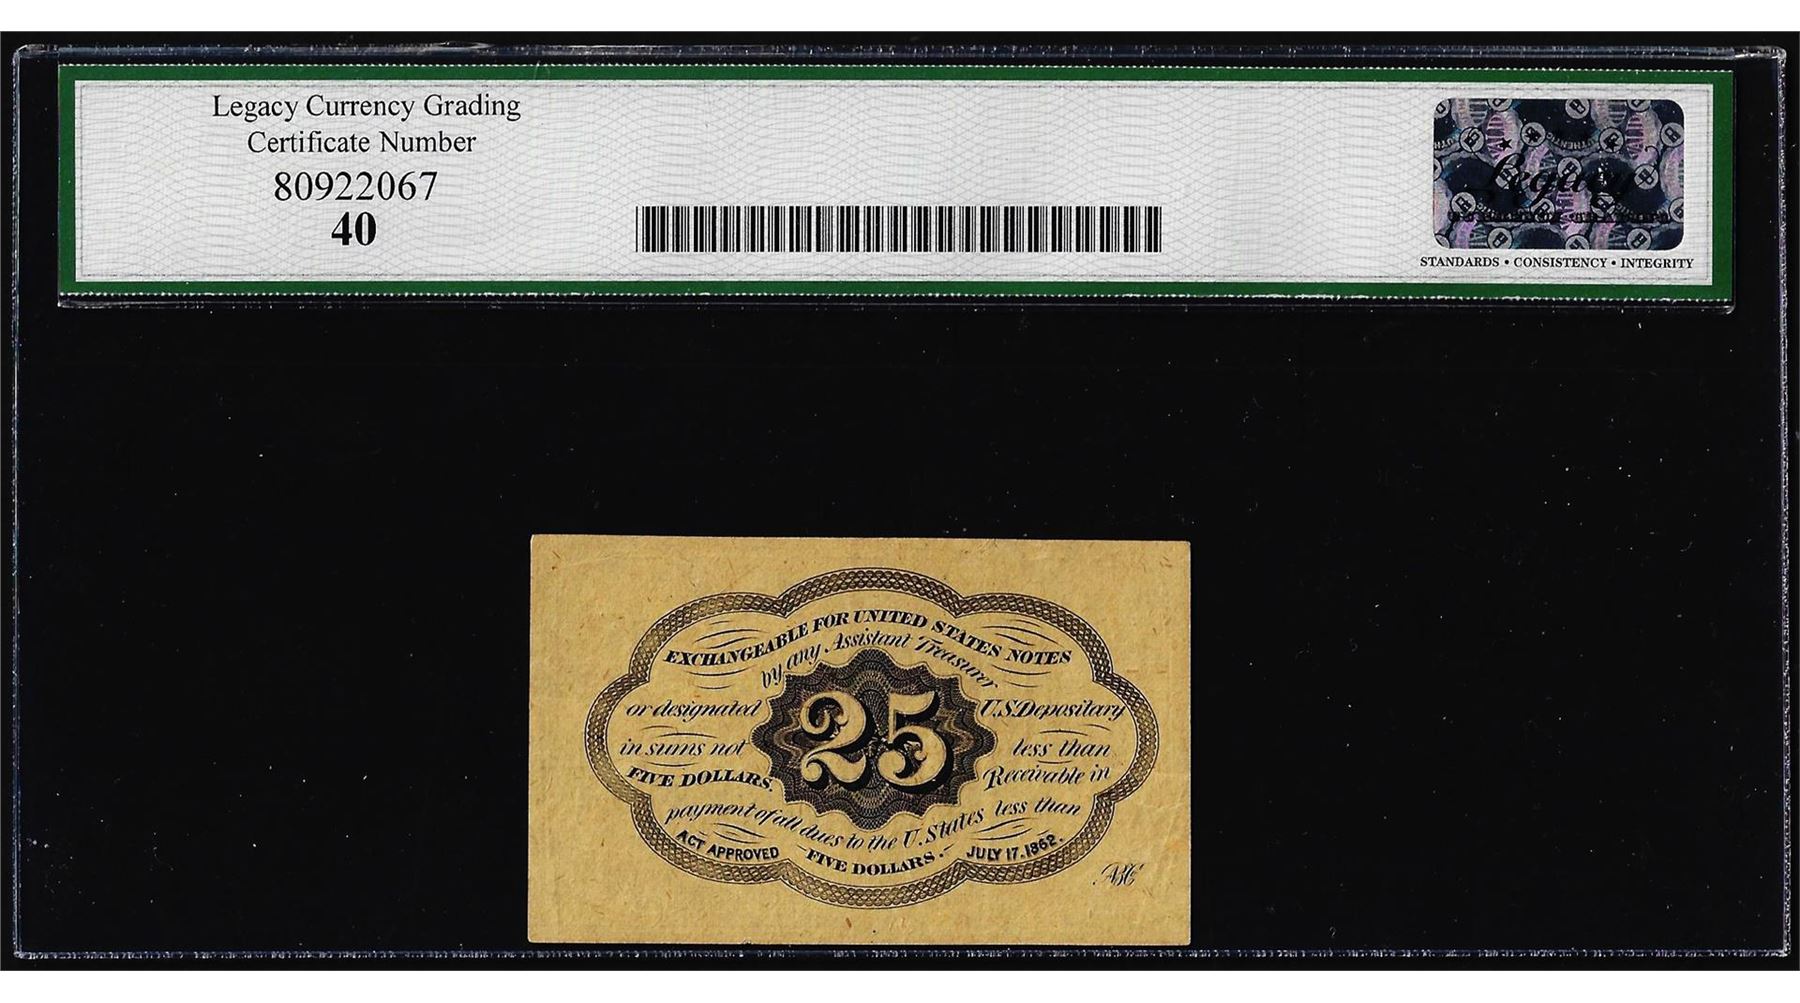 Legacy Currency Grading
Certificate Number
80922067
40
Legacy
STANDARDS • CONSISTENCY • INTEGRITY
EXCHANGEABLE FOR UNITED STATES NOTES
by any Assistant Treasurer
or designated U.S. Depositary
in sums not less than
FIVE DOLLARS. Receivable in
payment of all dues to the U. States less than
FIVE DOLLARS.
ACT APPROVED JULY 17. 1862.
25
ABC